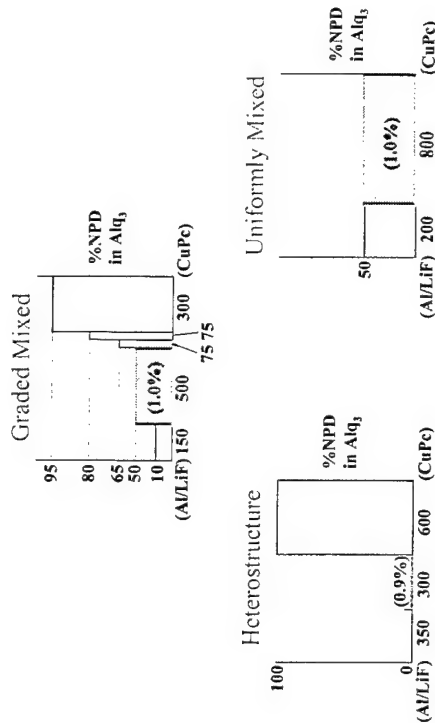 Graded Mixed
95
80
65
50
10
(1.0%)
%NPD
in Alq₃
(Al/LiF) 150 500 75 75 300 (CuPc)
Heterostructure
100
0
(0.9%)
%NPD
in Alq₃
(Al/LiF) 350 300 600 (CuPc)
Uniformly Mixed
50
(1.0%)
%NPD
in Alq₃
(Al/LiF) 200 800 (CuPc)